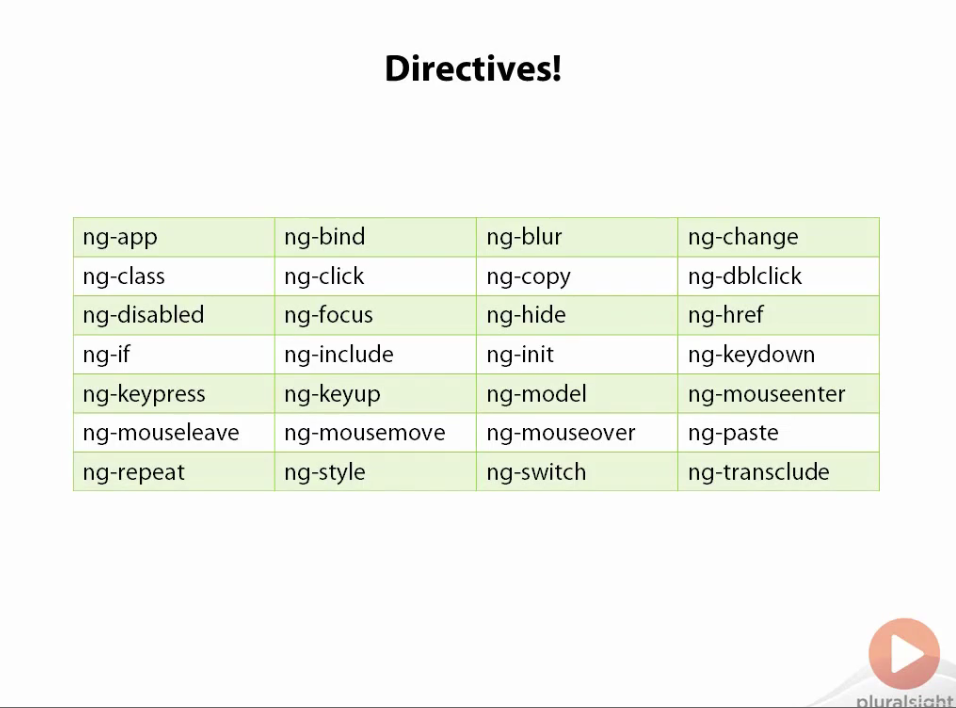 Directives!
ng-app ng-bind ng-blur ng-change
ng-class ng-click ng-copy ng-dblclick
ng-disabled ng-focus ng-hide ng-href
ng-if ng-include ng-init ng-keydown
ng-keypress ng-keyup ng-model ng-mouseenter
ng-mouseleave ng-mousemove ng-mouseover ng-paste
ng-repeat ng-style ng-switch ng-transclude
pluralsight